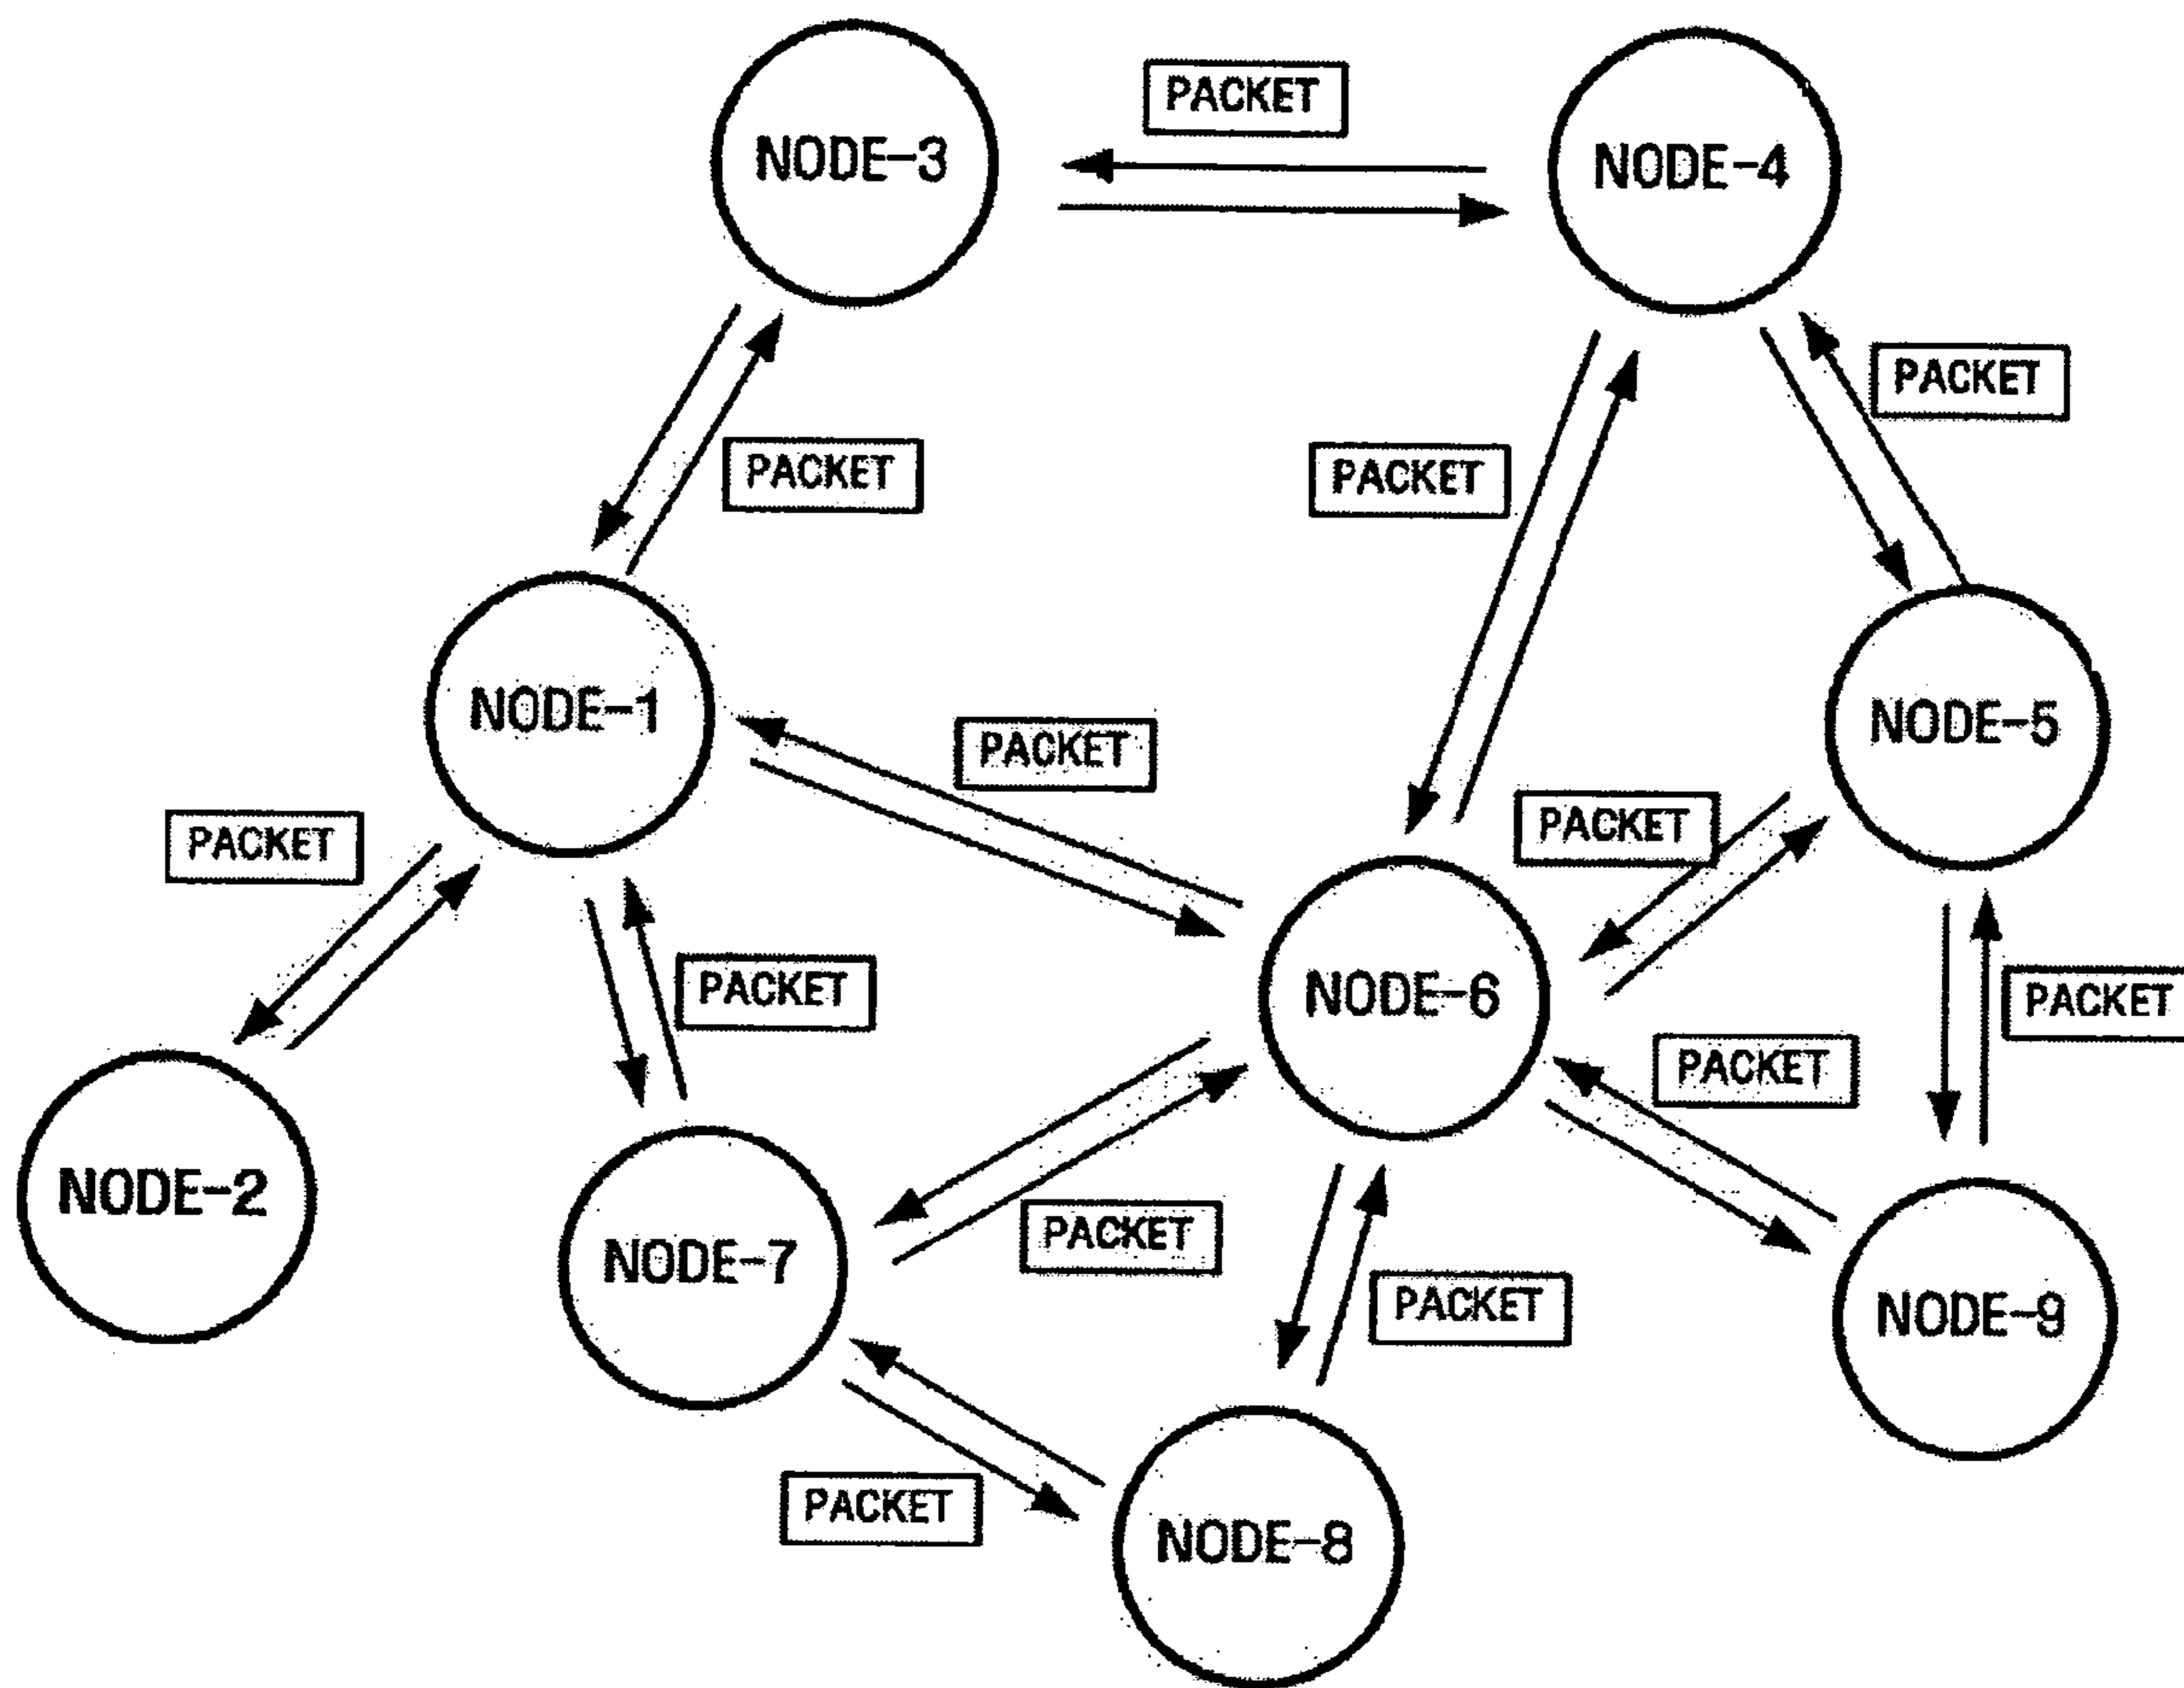 PACKET
NODE-3
NODE-4
PACKET
PACKET
PACKET
NODE-1
NODE-5
PACKET
PACKET
PACKET
PACKET
NODE-6
PACKET
PACKET
NODE-2
PACKET
NODE-7
PACKET
NODE-9
PACKET
NODE-8